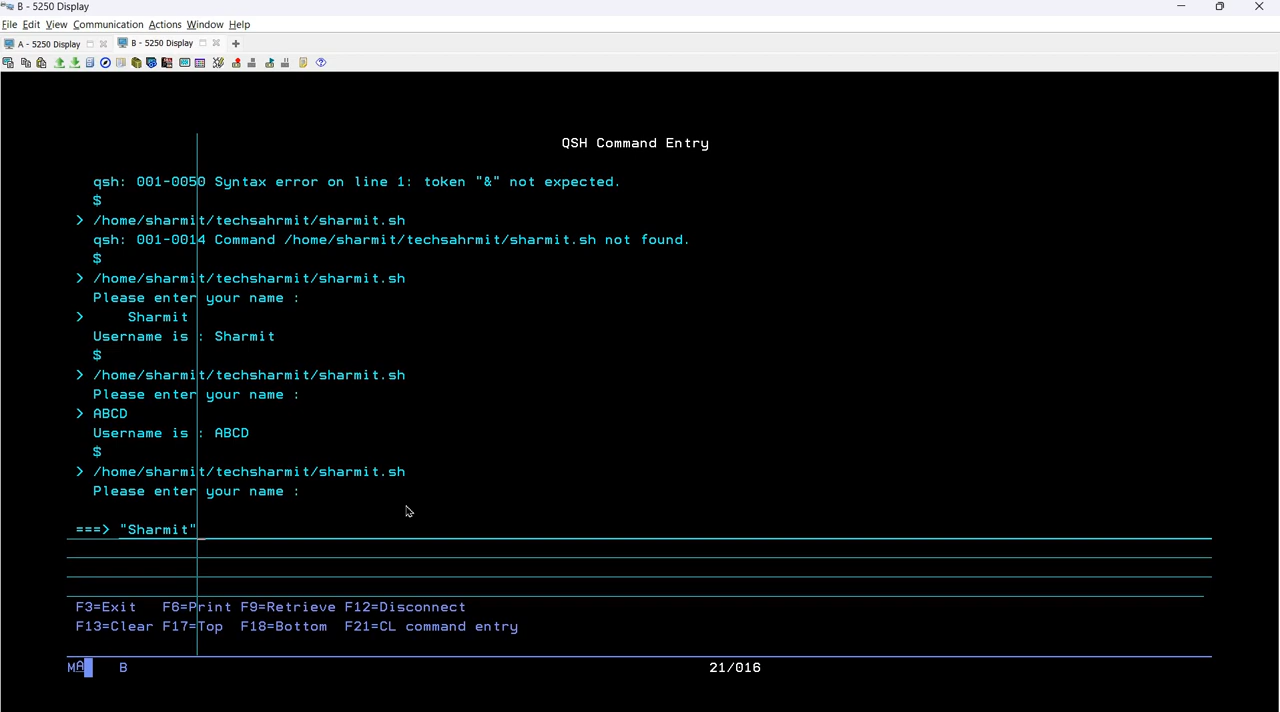 B - 5250 Display
File Edit View Communication Actions Window Help
A - 5250 Display B - 5250 Display
QSH Command Entry
qsh: 001-0050 Syntax error on line 1: token "&" not expected.
$
> /home/sharmit/techsahrmit/sharmit.sh
qsh: 001-0014 Command /home/sharmit/techsahrmit/sharmit.sh not found.
$
> /home/sharmit/techsharmit/sharmit.sh
Please enter your name :
> Sharmit
Username is : Sharmit
$
> /home/sharmit/techsharmit/sharmit.sh
Please enter your name :
> ABCD
Username is : ABCD
$
> /home/sharmit/techsharmit/sharmit.sh
Please enter your name :
===> "Sharmit"
F3=Exit F6=Print F9=Retrieve F12=Disconnect
F13=Clear F17=Top F18=Bottom F21=CL command entry
MA B 21/016